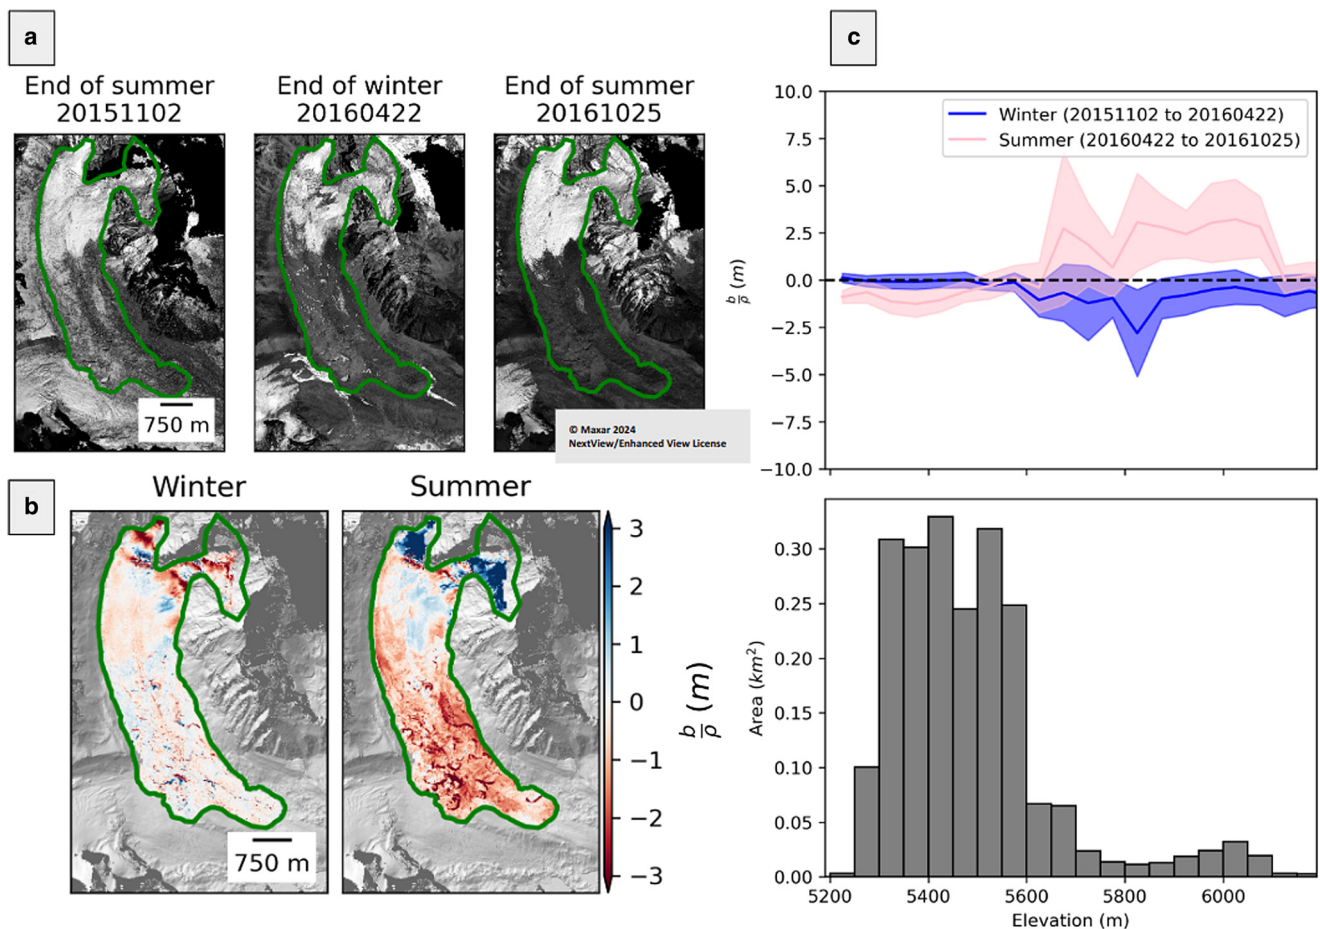 a
End of summer
20151102
End of winter
20160422
End of summer
20161025
750 m
© Maxar 2024
NextView/Enhanced View License
b
Winter
Summer
750 m
3
2
1
0
−1
−2
−3
b/ρ (m)
c
10.0
7.5
5.0
2.5
0.0
−2.5
−5.0
−7.5
−10.0
b/ρ (m)
Winter (20151102 to 20160422)
Summer (20160422 to 20161025)
0.30
0.25
0.20
0.15
0.10
0.05
0.00
Area (km²)
5200 5400 5600 5800 6000
Elevation (m)